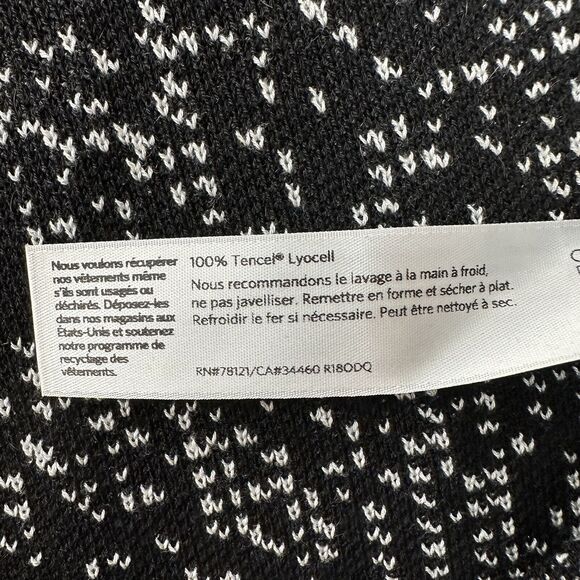 Nous voulons récupérer
nos vêtements même
s'ils sont usagés ou
déchirés. Déposez-les
dans nos magasins aux
États-Unis et soutenez
notre programme de
recyclage des
vêtements.
100% Tencel® Lyocell
Nous recommandons le lavage à la main à froid,
ne pas javelliser. Remettre en forme et sécher à plat.
Refroidir le fer si nécessaire. Peut être nettoyé à sec.
RN#78121/CA#34460 R18ODQ